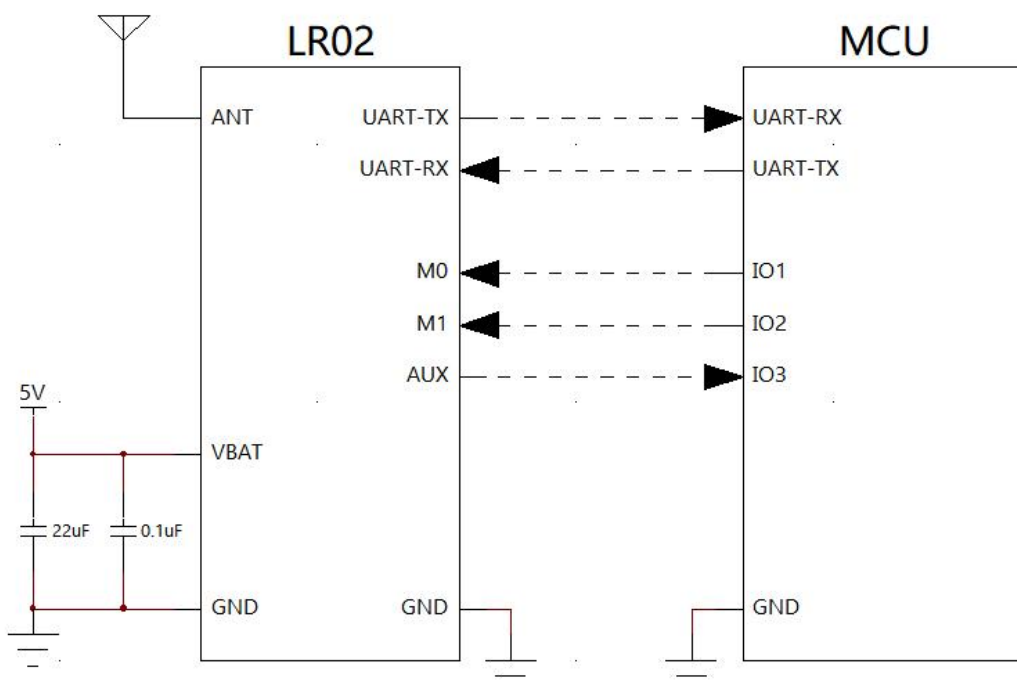 LR02
MCU
ANT
UART-TX
UART-RX
UART-RX
UART-TX
M0
IO1
M1
IO2
AUX
IO3
5V
VBAT
22uF
0.1uF
GND
GND
GND